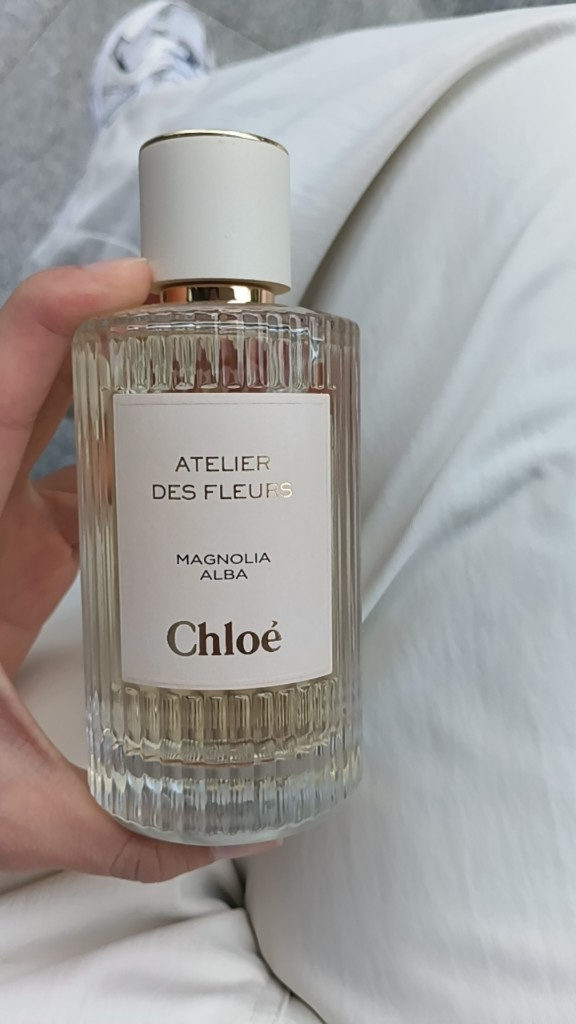 ATELIER
DES FLEURS
MAGNOLIA
ALBA
Chloé